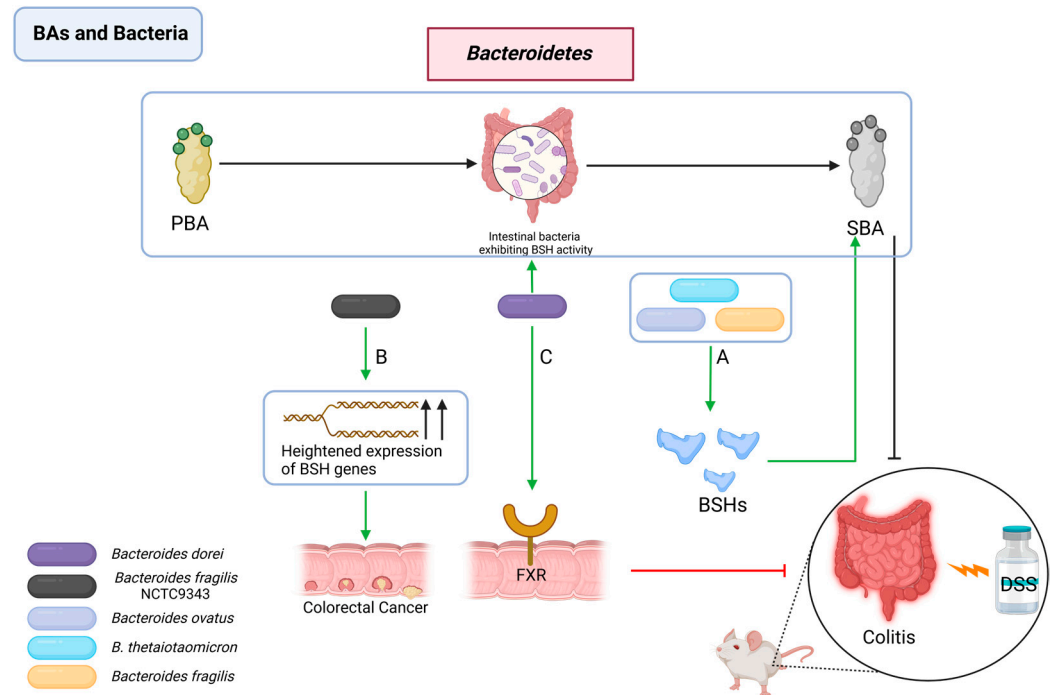 BAs and Bacteria
Bacteroidetes
PBA
Intestinal bacteria
exhibiting BSH activity
SBA
B
C
A
Heightened expression
of BSH genes
BSHs
Colorectal Cancer
FXR
DSS
Colitis
Bacteroides dorei
Bacteroides fragilis
NCTC9343
Bacteroides ovatus
B. thetaiotaomicron
Bacteroides fragilis